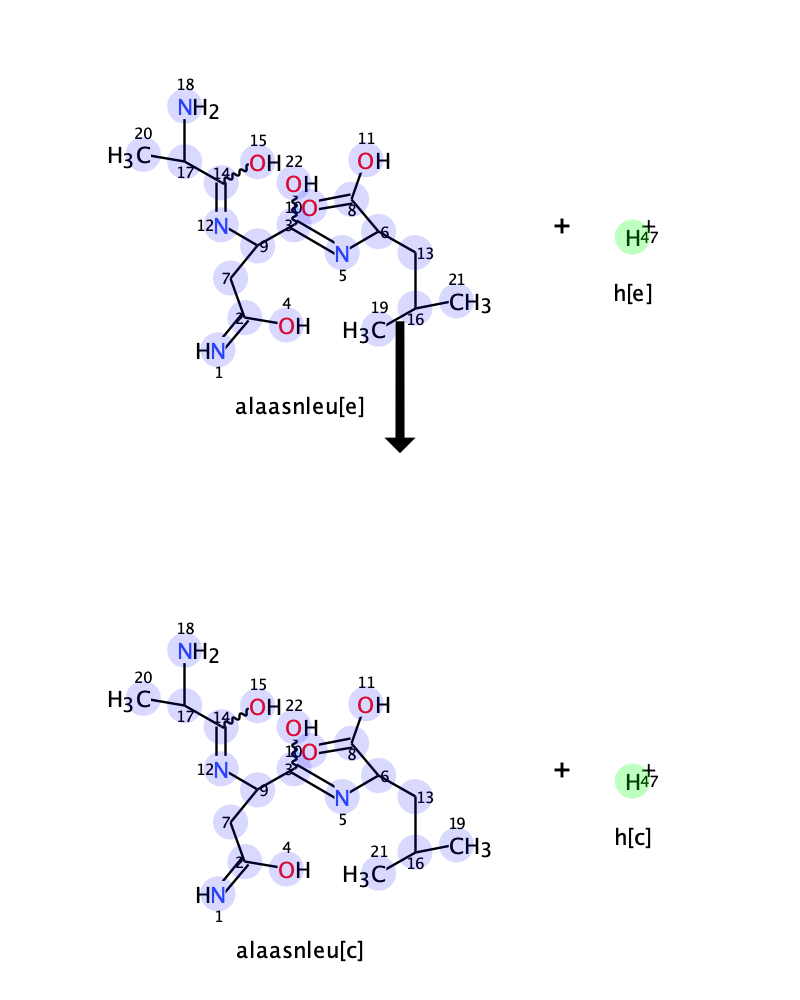 18
NH2
20
H3C
17
14
15
OH
22
OH
11
OH
10
O
8
12
N
9
3
N
5
6
13
7
4
OH
2
HN
1
19
H3C
16
21
CH3
+
H+
47
h[e]
alaasnleu[e]
18
NH2
20
H3C
17
14
15
OH
22
OH
11
OH
10
O
8
12
N
9
3
N
5
6
13
7
4
OH
2
HN
1
21
H3C
16
19
CH3
+
H+
47
h[c]
alaasnleu[c]